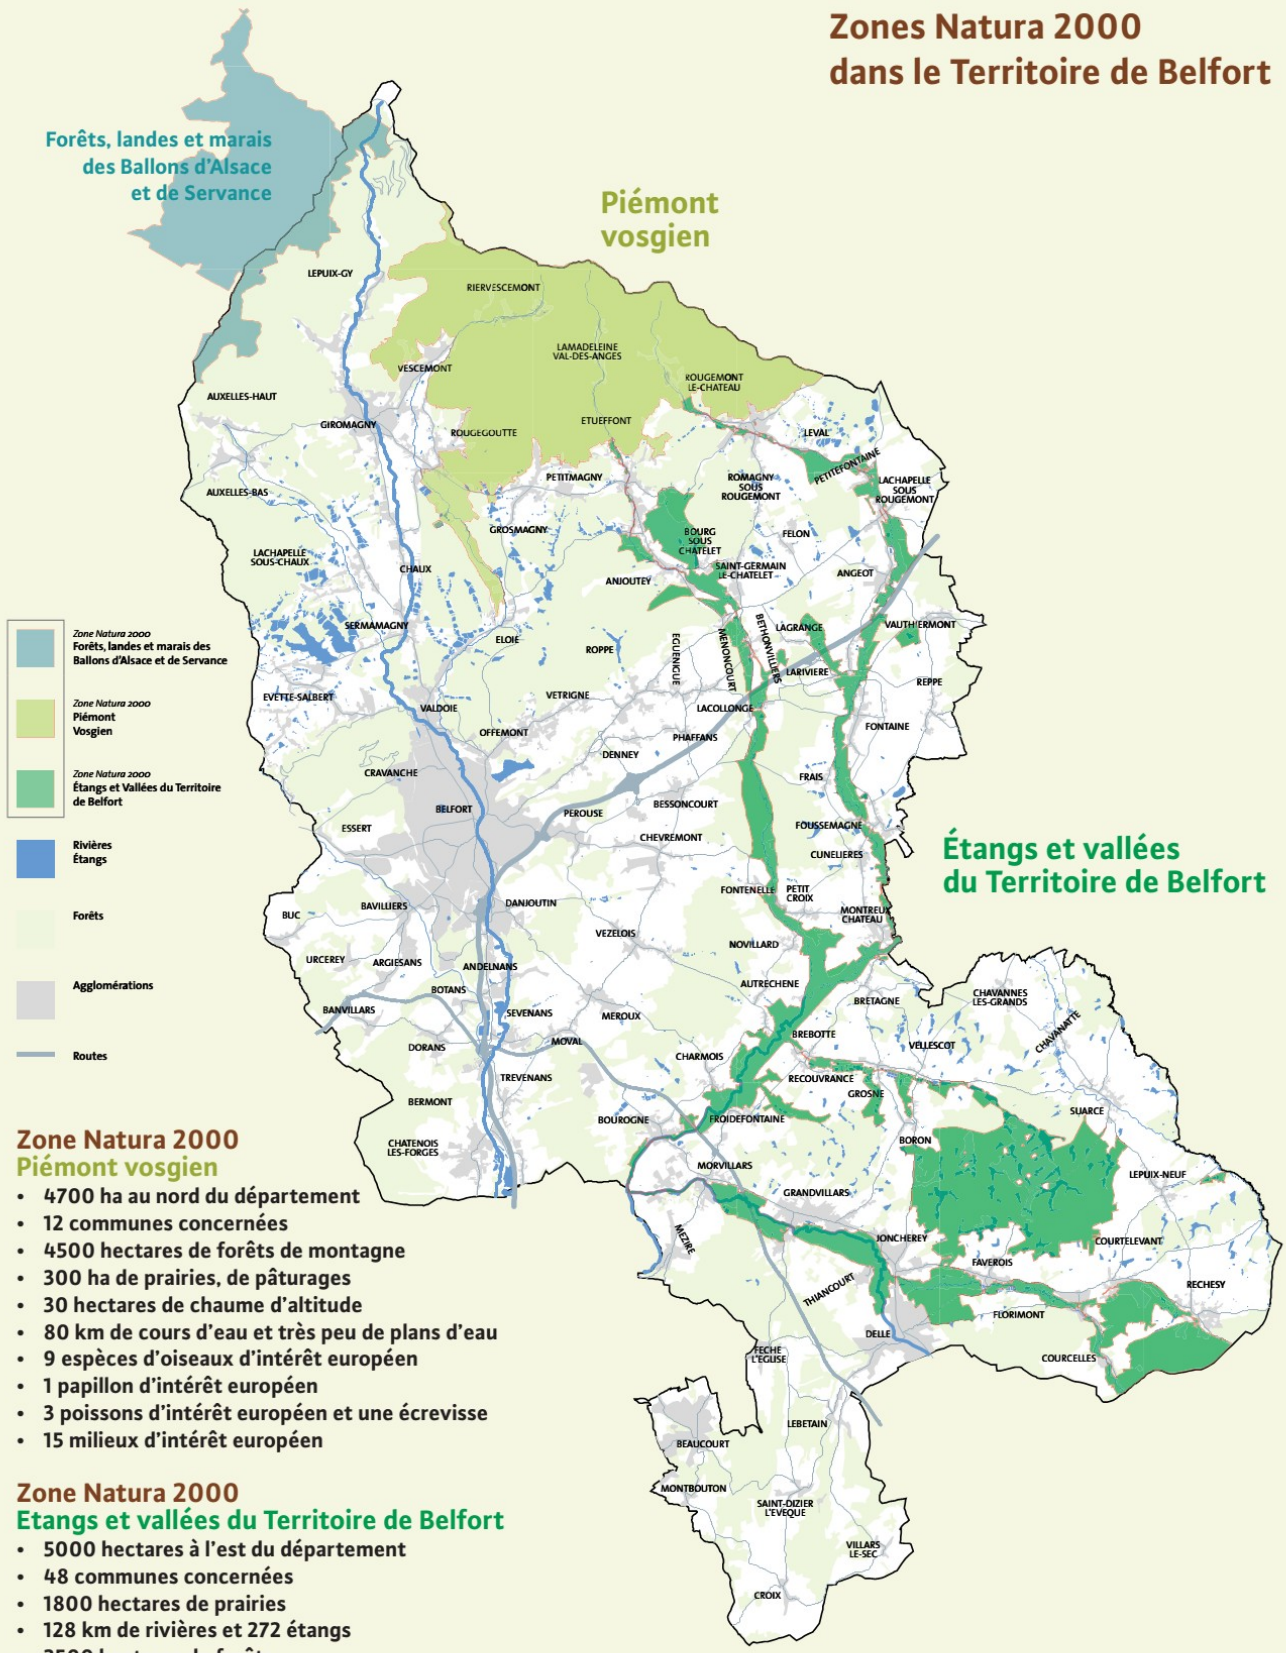 Zones Natura 2000
dans le Territoire de Belfort
Forêts, landes et marais
des Ballons d'Alsace
et de Servance
Piémont
vosgien
LEPUIX-GY
RIERVESCEMONT
LAMADELEINE
VAL-DES-ANGES
VESCEMONT
ROUGEMONT
LE-CHATEAU
AUXELLES-HAUT
GIROMAGNY
ROUGEGOUTTE
ETUEFFONT
LEVAL
PETITEFONTAINE
PETITMAGNY
ROMAGNY
SOUS
ROUGEMONT
LACHAPELLE
SOUS
ROUGEMONT
AUXELLES-BAS
GROSMAGNY
BOURG
SOUS
CHATELET
FELON
LACHAPELLE
SOUS-CHAUX
CHAUX
ANJOUTEY
SAINT-GERMAIN
LE-CHATELET
ANGEOT
SERMAMAGNY
ELOIE
ROPPE
EGUENIGUE
MENONCOURT
BETHONVILLIERS
LAGRANGE
VAUTHIERMONT
LARIVIERE
REPPE
EVETTE-SALBERT
VALDOIE
VETRIGNE
LACOLLONGE
OFFEMONT
PHAFFANS
FONTAINE
DENNEY
CRAVANCHE
FRAIS
BELFORT
PEROUSE
BESSONCOURT
ESSERT
CHEVREMONT
FOUSSEMAGNE
CUNELIERES
Étangs et vallées
du Territoire de Belfort
FONTENELLE
PETIT
CROIX
BUC
BAVILLIERS
DANJOUTIN
MONTREUX
CHATEAU
VEZELOIS
NOVILLARD
URCEREY
ARGIESANS
ANDELNANS
BOTANS
AUTRECHENE
BRETAGNE
CHAVANNES
LES-GRANDS
CHAVANATTE
BANVILLARS
SEVENANS
MEROUX
BREBOTTE
VELLESCOT
DORANS
MOVAL
CHARMOIS
TREVENANS
RECOUVRANCE
GROSNE
BERMONT
BOUROGNE
FROIDEFONTAINE
SUARCE
CHATENOIS
LES-FORGES
BORON
MORVILLARS
GRANDVILLARS
LEPUIX-NEUF
MEZIRE
JONCHEREY
COURTELEVANT
FAVEROIS
THIANCOURT
RECHESY
FLORIMONT
DELLE
FECHE
L'EGLISE
COURCELLES
LEBETAIN
BEAUCOURT
MONTBOUTON
SAINT-DIZIER
L'EVEQUE
VILLARS
LE-SEC
CROIX
Zone Natura 2000
Forêts, landes et marais des
Ballons d'Alsace et de Servance
Zone Natura 2000
Piémont
Vosgien
Zone Natura 2000
Étangs et Vallées du Territoire
de Belfort
Rivières
Étangs
Forêts
Agglomérations
Routes
Zone Natura 2000
Piémont vosgien
• 4700 ha au nord du département
• 12 communes concernées
• 4500 hectares de forêts de montagne
• 300 ha de prairies, de pâturages
• 30 hectares de chaume d'altitude
• 80 km de cours d'eau et très peu de plans d'eau
• 9 espèces d'oiseaux d'intérêt européen
• 1 papillon d'intérêt européen
• 3 poissons d'intérêt européen et une écrevisse
• 15 milieux d'intérêt européen
Zone Natura 2000
Etangs et vallées du Territoire de Belfort
• 5000 hectares à l'est du département
• 48 communes concernées
• 1800 hectares de prairies
• 128 km de rivières et 272 étangs